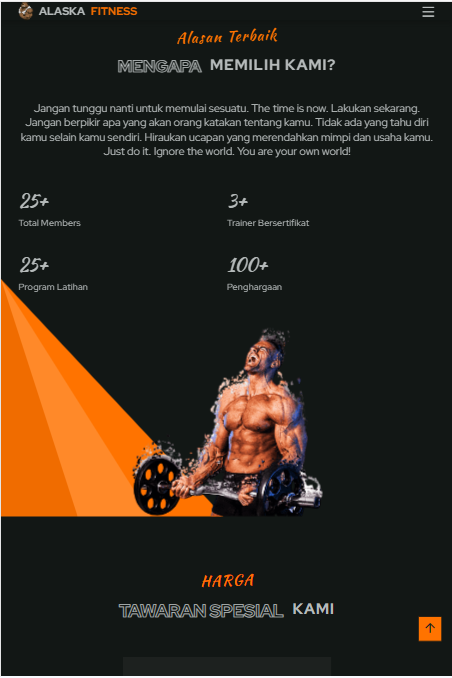 ALASKA FITNESS
Alasan Terbaik
MENGAPA MEMILIH KAMI?
Jangan tunggu nanti untuk memulai sesuatu. The time is now. Lakukan sekarang.
Jangan berpikir apa yang akan orang katakan tentang kamu. Tidak ada yang tahu diri
kamu selain kamu sendiri. Hiraukan ucapan yang merendahkan mimpi dan usaha kamu.
Just do it. Ignore the world. You are your own world!
25+
Total Members
3+
Trainer Bersertifikat
25+
Program Latihan
100+
Penghargaan
HARGA
TAWARAN SPESIAL KAMI